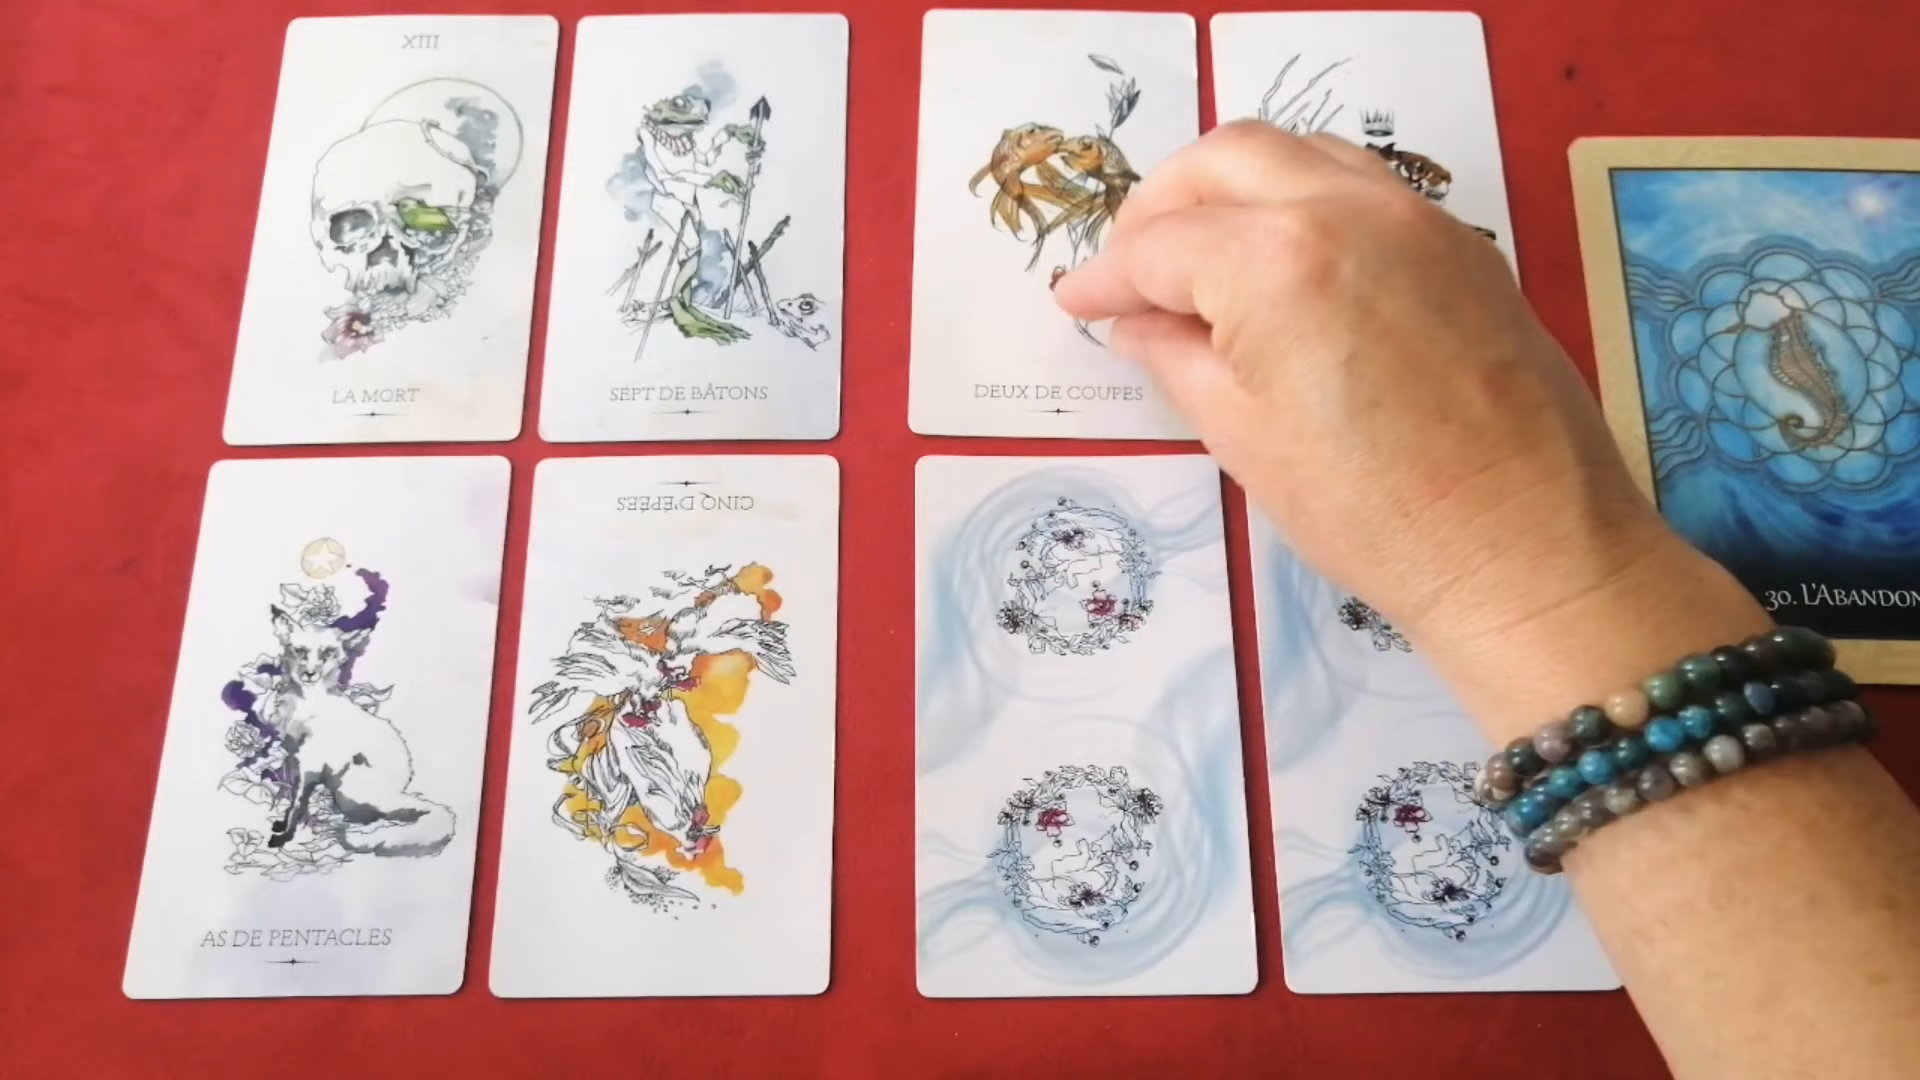 XIII
LA MORT
SEPT DE BÂTONS
DEUX DE COUPES
AS DE PENTACLES
CINQ D'ÉPÉES
30. L'ABANDON